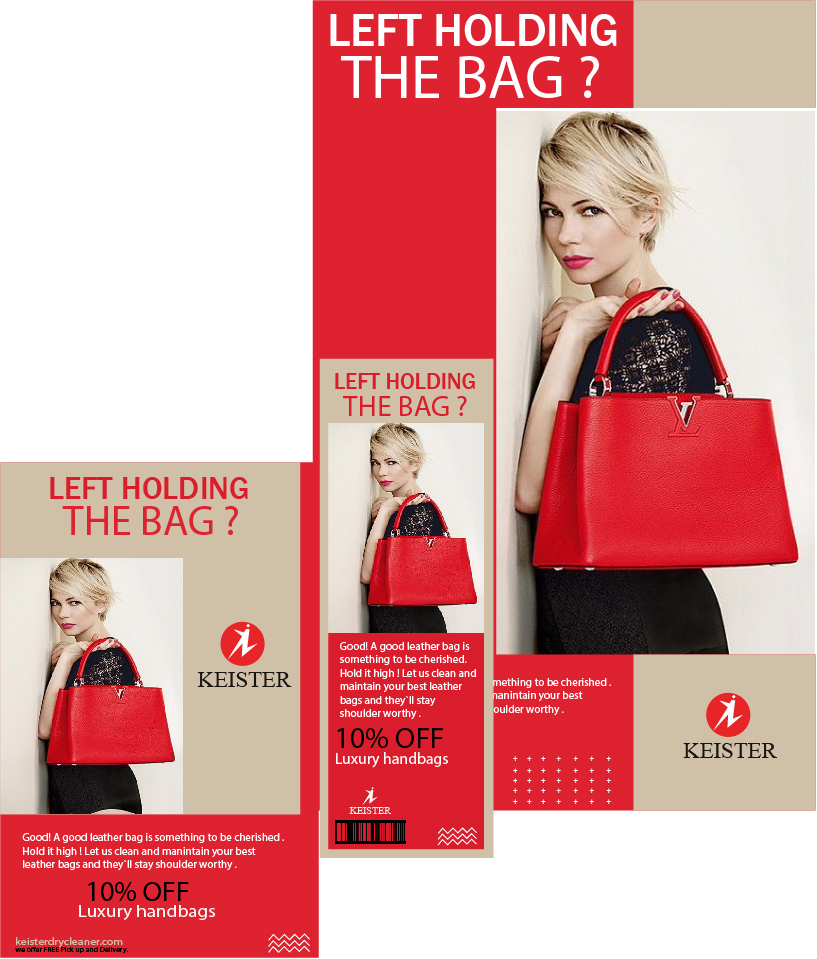 LEFT HOLDING
THE BAG ?
mething to be cherished .
manintain your best
oulder worthy .
KEISTER
LEFT HOLDING
THE BAG ?
Good! A good leather bag is
something to be cherished.
Hold it high ! Let us clean and
maintain your best leather
bags and they`ll stay
shoulder worthy .
10% OFF
Luxury handbags
KEISTER
LEFT HOLDING
THE BAG ?
KEISTER
Good! A good leather bag is something to be cherished .
Hold it high ! Let us clean and manintain your best
leather bags and they`ll stay shoulder worthy .
10% OFF
Luxury handbags
keisterdrycleaner.com
we offer FREE Pick up and Delivery.